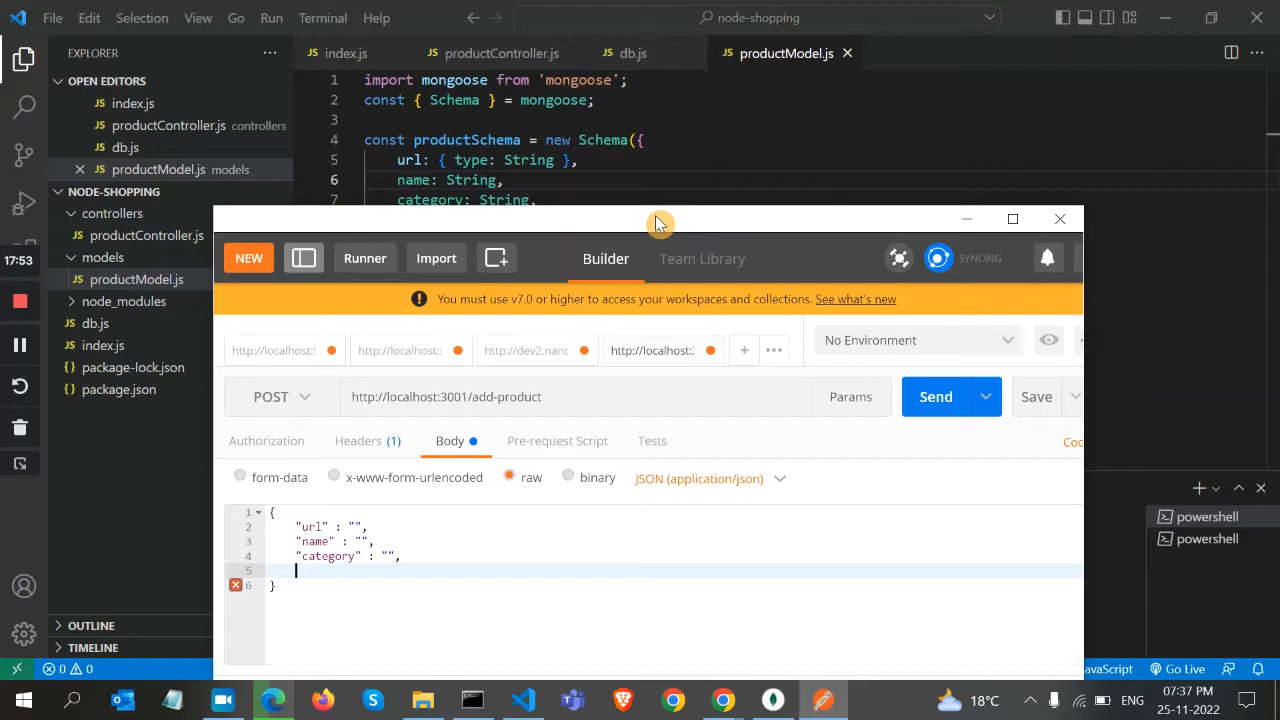 File Edit Selection View Go Run Terminal Help
node-shopping
EXPLORER
OPEN EDITORS
JS index.js
JS productController.js controllers
JS db.js
JS productModel.js models
NODE-SHOPPING
controllers
JS productController.js
models
JS productModel.js
node_modules
JS db.js
JS index.js
{} package-lock.json
{} package.json
OUTLINE
TIMELINE
17:53
JS index.js JS productController.js JS db.js JS productModel.js
1 import mongoose from 'mongoose';
2 const { Schema } = mongoose;
3
4 const productSchema = new Schema({
5 url: { type: String },
6 name: String,
7 category: String,
NEW Runner Import Builder Team Library SYNCING
You must use v7.0 or higher to access your workspaces and collections. See what's new
http://localhost: http://localhost: http://dev2.nanc http://localhost:3 + No Environment
POST http://localhost:3001/add-product Params Send Save
Authorization Headers (1) Body Pre-request Script Tests
form-data x-www-form-urlencoded raw binary JSON (application/json)
1 {
2 "url" : "",
3 "name" : "",
4 "category" : "",
5
6 }
powershell
powershell
0 0 Go Live
18°C ENG 07:37 PM
25-11-2022